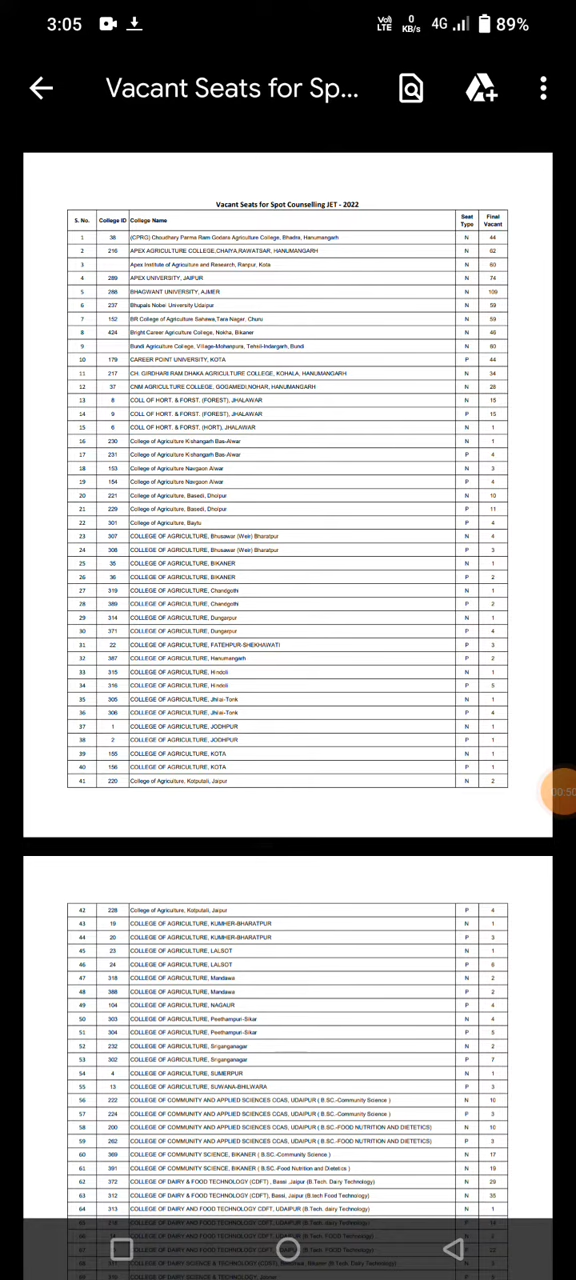 3:05 Vo) LTE 0 KB/s 4G 89%
Vacant Seats for Sp...
Vacant Seats for Spot Counselling JET - 2022
S. No. College ID College Name Seat Type Final Vacant
1 38 (CPRG) Choudhery Parma Ram Godara Agriculture College, Bhadra, Hanumangarh N 44
2 216 APEX AGRICULTURE COLLEGE,CHAIYA,RAWATSAR, HANUMANGARH N 62
3 Apex Institute of Agriculture and Research, Ranpur, Kota N 60
4 289 APEX UNIVERSITY, JAIPUR N 74
5 288 BHAGWANT UNIVERSITY, AJMER N 109
6 237 Bhupals Nobel University Udaipur N 59
7 152 BR College of Agriculture Sahewa,Tara Nagar, Churu N 59
8 424 Bright Career Agriculture College, Nokha, Bikaner N 46
9 Bundi Agriculture College, Village-Mohanpura, Tehsil-Indargarh, Bundi N 60
10 179 CAREER POINT UNIVERSITY, KOTA P 44
11 217 CH. GIRDHARI RAM DHAKA AGRICULTURE COLLEGE, KOHALA, HANUMANGARH N 34
12 37 CNM AGRICULTURE COLLEGE, GOGAMEDI,NOHAR, HANUMANGARH N 28
13 8 COLL OF HORT. & FORST. (FOREST), JHALAWAR N 15
14 9 COLL OF HORT. & FORST. (FOREST), JHALAWAR P 15
15 6 COLL OF HORT. & FORST. (HORT), JHALAWAR N 1
16 230 College of Agriculture Kishangarh Bas-Alwar N 1
17 231 College of Agriculture Kishangarh Bas-Alwar P 4
18 153 College of Agriculture Navgaon Alwar N 3
19 154 College of Agriculture Navgaon Alwar P 4
20 221 College of Agriculture, Basedi, Dholpur N 10
21 229 College of Agriculture, Basedi, Dholpur P 11
22 301 College of Agriculture, Baytu P 4
23 307 COLLEGE OF AGRICULTURE, Bhusawar (Weir) Bharatpur N 4
24 308 COLLEGE OF AGRICULTURE, Bhusawar (Weir) Bharatpur P 3
25 35 COLLEGE OF AGRICULTURE, BIKANER N 1
26 36 COLLEGE OF AGRICULTURE, BIKANER P 2
27 319 COLLEGE OF AGRICULTURE, Chandgothi N 1
28 389 COLLEGE OF AGRICULTURE, Chandgothi P 2
29 314 COLLEGE OF AGRICULTURE, Dungarpur N 1
30 371 COLLEGE OF AGRICULTURE, Dungarpur P 4
31 22 COLLEGE OF AGRICULTURE, FATEHPUR-SHEKHAWATI P 3
32 387 COLLEGE OF AGRICULTURE, Hanumangarh P 2
33 315 COLLEGE OF AGRICULTURE, Hindoli N 1
34 316 COLLEGE OF AGRICULTURE, Hindoli P 5
35 305 COLLEGE OF AGRICULTURE, Jhilai-Tonk N 1
36 306 COLLEGE OF AGRICULTURE, Jhilai-Tonk P 4
37 1 COLLEGE OF AGRICULTURE, JODHPUR N 1
38 2 COLLEGE OF AGRICULTURE, JODHPUR P 1
39 155 COLLEGE OF AGRICULTURE, KOTA N 1
40 156 COLLEGE OF AGRICULTURE, KOTA P 1
41 220 College of Agriculture, Kotputali, Jaipur N 2
00:50
42 228 College of Agriculture, Kotputali, Jaipur P 4
43 19 COLLEGE OF AGRICULTURE, KUMHER-BHARATPUR N 1
44 20 COLLEGE OF AGRICULTURE, KUMHER-BHARATPUR P 3
45 23 COLLEGE OF AGRICULTURE, LALSOT N 1
46 24 COLLEGE OF AGRICULTURE, LALSOT P 6
47 318 COLLEGE OF AGRICULTURE, Mandawa N 2
48 388 COLLEGE OF AGRICULTURE, Mandawa P 2
49 104 COLLEGE OF AGRICULTURE, NAGAUR P 4
50 303 COLLEGE OF AGRICULTURE, Peethampuri-Sikar N 4
51 304 COLLEGE OF AGRICULTURE, Peethampuri-Sikar P 5
52 232 COLLEGE OF AGRICULTURE, Sriganganagar N 2
53 302 COLLEGE OF AGRICULTURE, Sriganganagar P 7
54 4 COLLEGE OF AGRICULTURE, SUMERPUR N 1
55 13 COLLEGE OF AGRICULTURE, SUWANA-BHILWARA P 3
56 222 COLLEGE OF COMMUNITY AND APPLIED SCIENCES CCAS, UDAIPUR ( B.SC.-Community Science ) N 10
57 224 COLLEGE OF COMMUNITY AND APPLIED SCIENCES CCAS, UDAIPUR ( B.SC.-Community Science ) P 3
58 200 COLLEGE OF COMMUNITY AND APPLIED SCIENCES CCAS, UDAIPUR ( B.SC.-FOOD NUTRITION AND DIETETICS) N 10
59 262 COLLEGE OF COMMUNITY AND APPLIED SCIENCES CCAS, UDAIPUR ( B.SC.-FOOD NUTRITION AND DIETETICS) P 3
60 369 COLLEGE OF COMMUNITY SCIENCE, BIKANER ( B.SC.-Community Science ) N 17
61 391 COLLEGE OF COMMUNITY SCIENCE, BIKANER ( B.SC.-Food Nutrition and Dietetics ) N 19
62 372 COLLEGE OF DAIRY & FOOD TECHNOLOGY (CDFT) , Bassi ,Jaipur (B.Tech. Dairy Technology) N 29
63 312 COLLEGE OF DAIRY & FOOD TECHNOLOGY (CDFT), Bassi, Jaipur (B.tech Food Technology) N 35
64 313 COLLEGE OF DAIRY AND FOOD TECHNOLOGY CDFT, UDAIPUR (B.Tech. dairy Technology) N 1
65 218 COLLEGE OF DAIRY AND FOOD TECHNOLOGY CDFT, UDAIPUR (B.Tech. dairy Technology) P 14